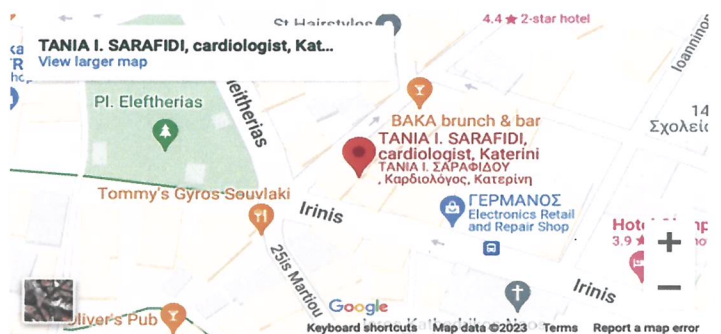 St Hairstyles
4.4 ★ 2-star hotel
TANIA I. SARAFIDI, cardiologist, Kat...
View larger map
Ioanninon
Pl. Eleftherias
leftherias
BAKA brunch & bar
14
Σχολείο
TANIA I. SARAFIDI,
cardiologist, Katerini
ΤΑΝΙΑ Ι. ΣΑΡΑΦΙΔΟΥ
, Καρδιολόγος, Κατερίνη
Tommy's Gyros Souvlaki
Irinis
ΓΕΡΜΑΝΟΣ
Electronics Retail
and Repair Shop
25is Martiou
3.9 ★
+
−
Irinis
Oliver's Pub
Google
Keyboard shortcuts
Map data ©2023
Terms
Report a map error